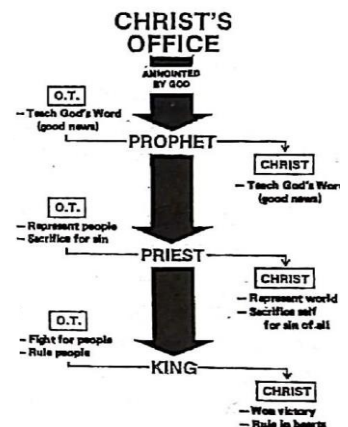 CHRIST'S
OFFICE
ANNOINTED
BY GOD
O.T.
– Teach God's Word
(good news)
PROPHET
CHRIST
– Teach God's Word
(good news)
O.T.
– Represent people
– Sacrifice for sin
PRIEST
CHRIST
– Represent world
– Sacrifice self
for sin of all
O.T.
– Fight for people
– Rule people
KING
CHRIST
– Won victory
– Rule in hearts